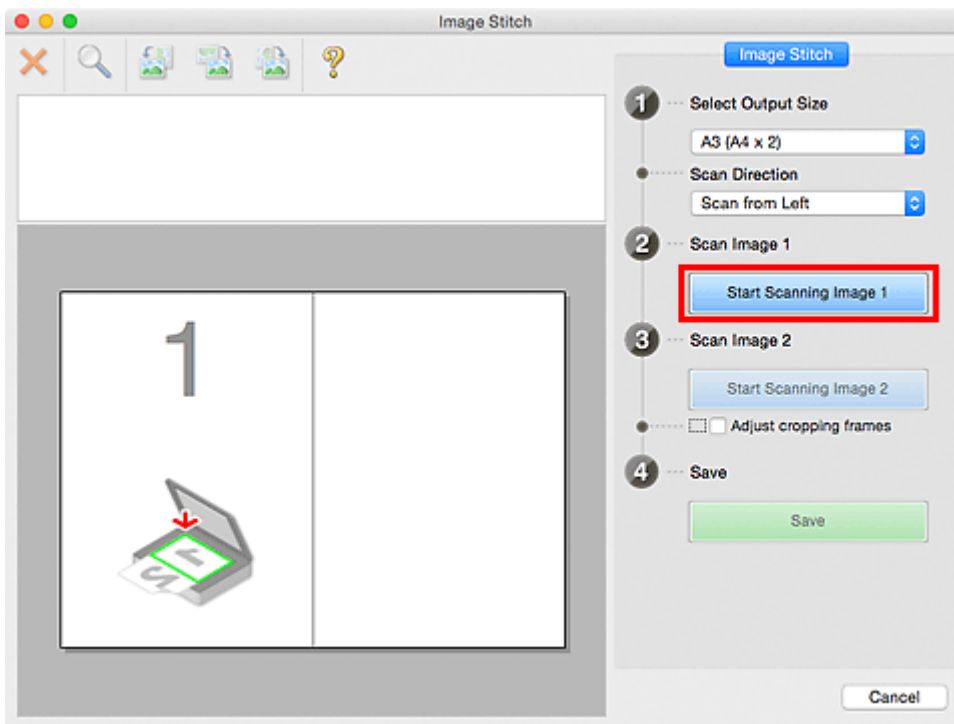 Image Stitch
Image Stitch
1 Select Output Size
A3 (A4 x 2)
Scan Direction
Scan from Left
2 Scan Image 1
Start Scanning Image 1
3 Scan Image 2
Start Scanning Image 2
Adjust cropping frames
4 Save
Save
Cancel
1
1
2